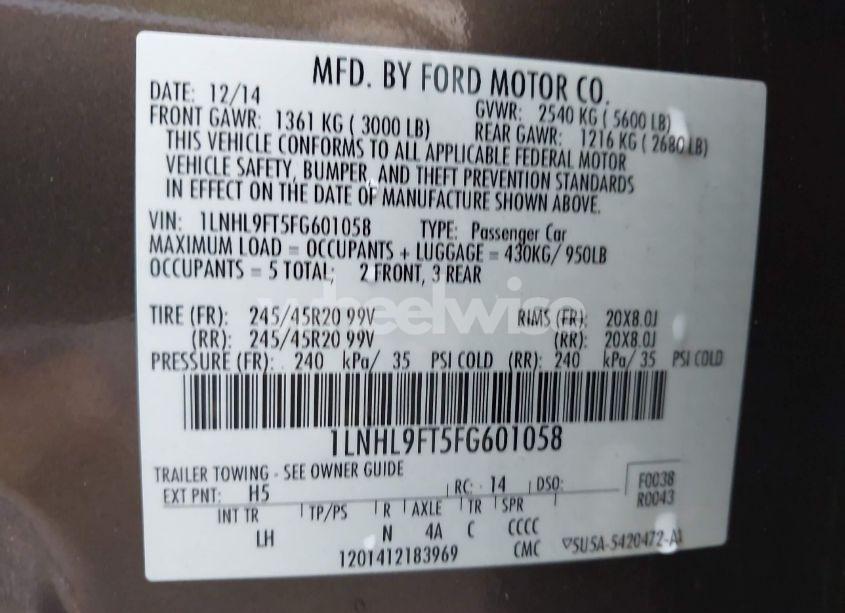 MFD. BY FORD MOTOR CO.
DATE: 12/14 GVWR: 2540 KG ( 5600 LB)
FRONT GAWR: 1361 KG ( 3000 LB) REAR GAWR: 1216 KG ( 2680 LB)
THIS VEHICLE CONFORMS TO ALL APPLICABLE FEDERAL MOTOR
VEHICLE SAFETY, BUMPER, AND THEFT PREVENTION STANDARDS
IN EFFECT ON THE DATE OF MANUFACTURE SHOWN ABOVE.
VIN: 1LNHL9FT5FG601058 TYPE: Passenger Car
MAXIMUM LOAD = OCCUPANTS + LUGGAGE = 430KG/ 950LB
OCCUPANTS = 5 TOTAL; 2 FRONT, 3 REAR
wheelwise
TIRE (FR): 245/45R20 99V RIMS (FR): 20X8.0J
(RR): 245/45R20 99V (RR): 20X8.0J
PRESSURE (FR): 240 kPa/ 35 PSI COLD (RR): 240 kPa/ 35 PSI COLD
1LNHL9FT5FG601058
TRAILER TOWING - SEE OWNER GUIDE
EXT PNT: H5 RC: 14 DSO: F0038
R0043
INT TR TP/PS R AXLE TR SPR
LH N 4A C CCCC
1201412183969 CMC 5U5A-5420472-AA